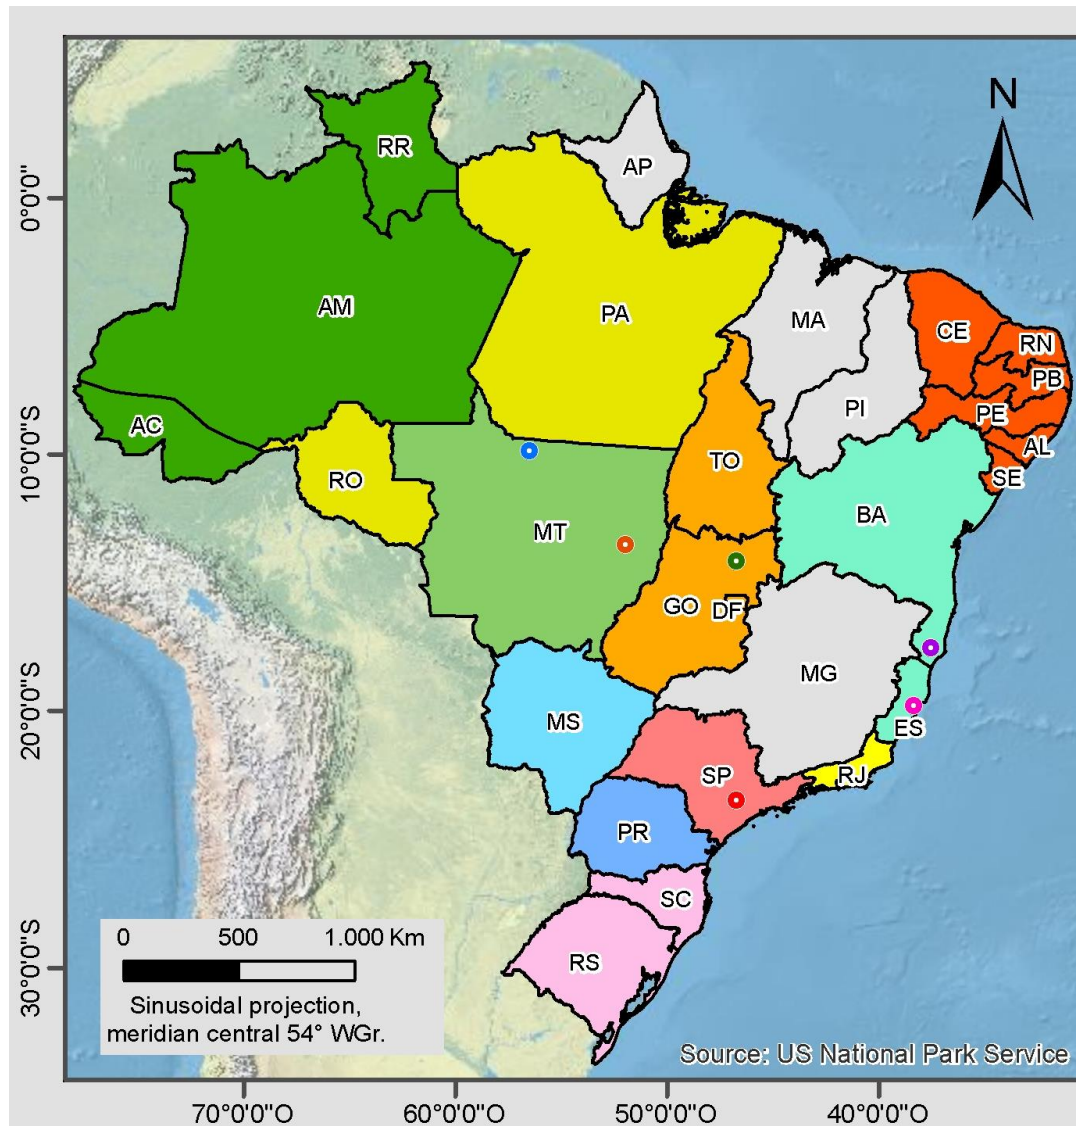 N
RR
AP
0°0'0"
AM
PA
MA
CE
RN
PB
PI
PE
AC
AL
TO
10°0'0"S
SE
RO
BA
MT
GO
DF
MG
20°0'0"S
MS
ES
SP
RJ
PR
SC
0 500 1.000 Km
RS
30°0'0"S
Sinusoidal projection,
meridian central 54° WGr.
Source: US National Park Service
70°0'0"O 60°0'0"O 50°0'0"O 40°0'0"O